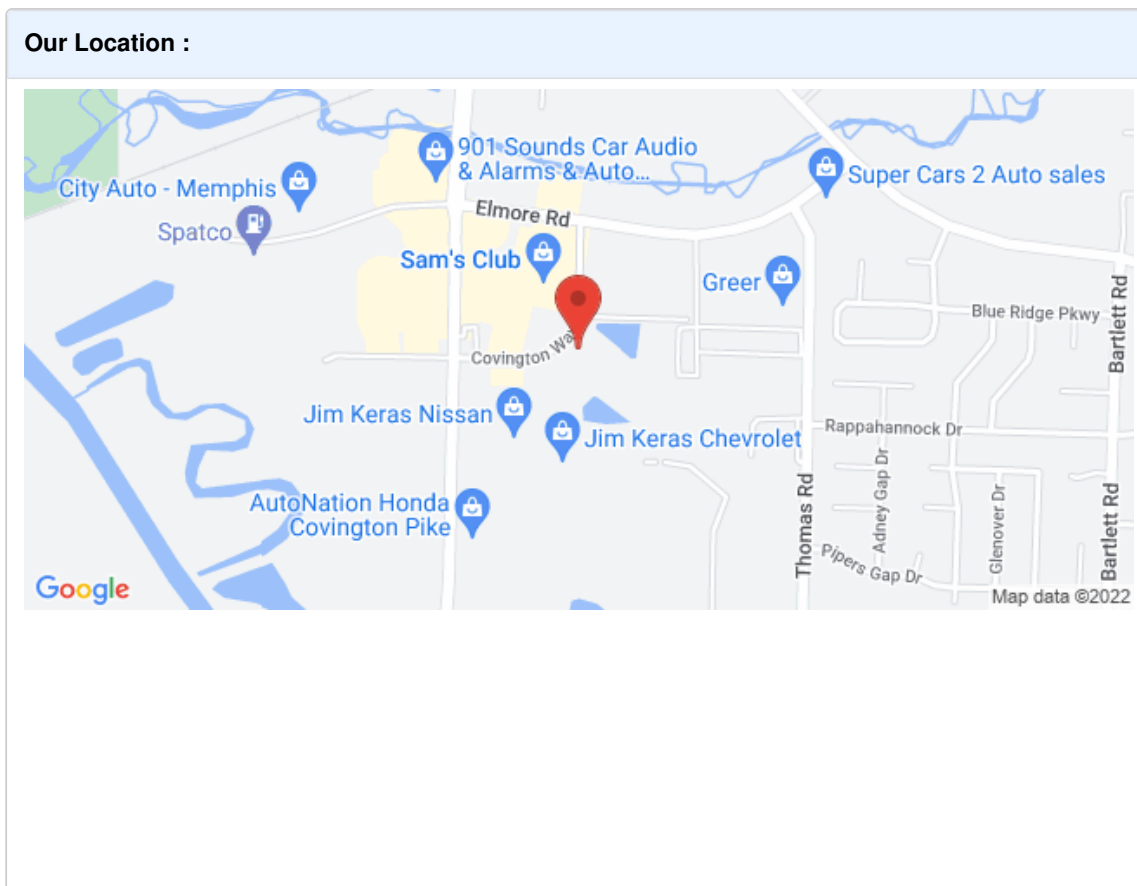 Our Location :
901 Sounds Car Audio
& Alarms & Auto...
City Auto - Memphis
Super Cars 2 Auto sales
Spatco
Elmore Rd
Sam's Club
Greer
Blue Ridge Pkwy
Bartlett Rd
Covington Way
Jim Keras Nissan
Jim Keras Chevrolet
Rappahannock Dr
AutoNation Honda
Covington Pike
Thomas Rd
Adney Gap Dr
Glenover Dr
Bartlett Rd
Pipers Gap Dr
Google
Map data ©2022